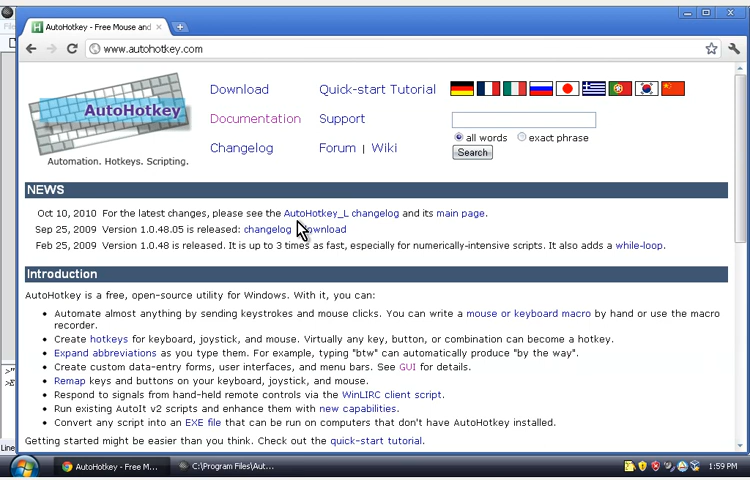 File
AutoHotkey - Free Mouse and
www.autohotkey.com
AutoHotkey
Automation. Hotkeys. Scripting.
Download Quick-start Tutorial
Documentation Support
Changelog Forum | Wiki
all words exact phrase
Search
NEWS
Oct 10, 2010 For the latest changes, please see the AutoHotkey_L changelog and its main page.
Sep 25, 2009 Version 1.0.48.05 is released: changelog download
Feb 25, 2009 Version 1.0.48 is released. It is up to 3 times as fast, especially for numerically-intensive scripts. It also adds a while-loop.
Introduction
AutoHotkey is a free, open-source utility for Windows. With it, you can:
• Automate almost anything by sending keystrokes and mouse clicks. You can write a mouse or keyboard macro by hand or use the macro
recorder.
• Create hotkeys for keyboard, joystick, and mouse. Virtually any key, button, or combination can become a hotkey.
• Expand abbreviations as you type them. For example, typing "btw" can automatically produce "by the way".
• Create custom data-entry forms, user interfaces, and menu bars. See GUI for details.
• Remap keys and buttons on your keyboard, joystick, and mouse.
• Respond to signals from hand-held remote controls via the WinLIRC client script.
• Run existing AutoIt v2 scripts and enhance them with new capabilities.
• Convert any script into an EXE file that can be run on computers that don't have AutoHotkey installed.
Getting started might be easier than you think. Check out the quick-start tutorial.
>"
>E
Line
AutoHotkey - Free M... C:\Program Files\Aut... 1:59 PM